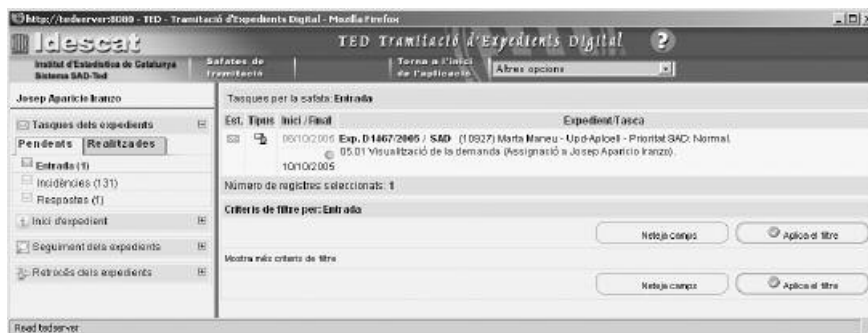 http://tedserver:8080 - TED - Tramitació d'Expedients Digital - Mozilla Firefox
Idescat
TED Tramitació d'Expedients Digital
?
Institut d'Estadística de Catalunya
Sistema SAD-Ted
Safates de tramitació
Torna a l'inici de l'aplicació
Altres opcions
Josep Aparicio Iranzo
Tasques per la safata: Entrada
Tasques dels expedients
Est. Tipus Inici / Final Expedient/Tasca
Pendents Realitzades
06/10/2005 Exp. D1467/2005 / SAD (10927) Marta Maneu - Upd-Aplcell - Prioritat SAD: Normal.
05.01 Visualització de la demanda (Assignació a Josep Aparicio Iranzo).
10/10/2005
Entrada (1)
Incidències (131)
Respostes (1)
Número de registres seleccionats: 1
Criteris de filtre per: Entrada
Inici d'expedient
Neteja camps Aplica el filtre
Seguiment dels expedients
Mostra més criteris de filtre
Retrocés dels expedients
Neteja camps Aplica el filtre
Read tedserver